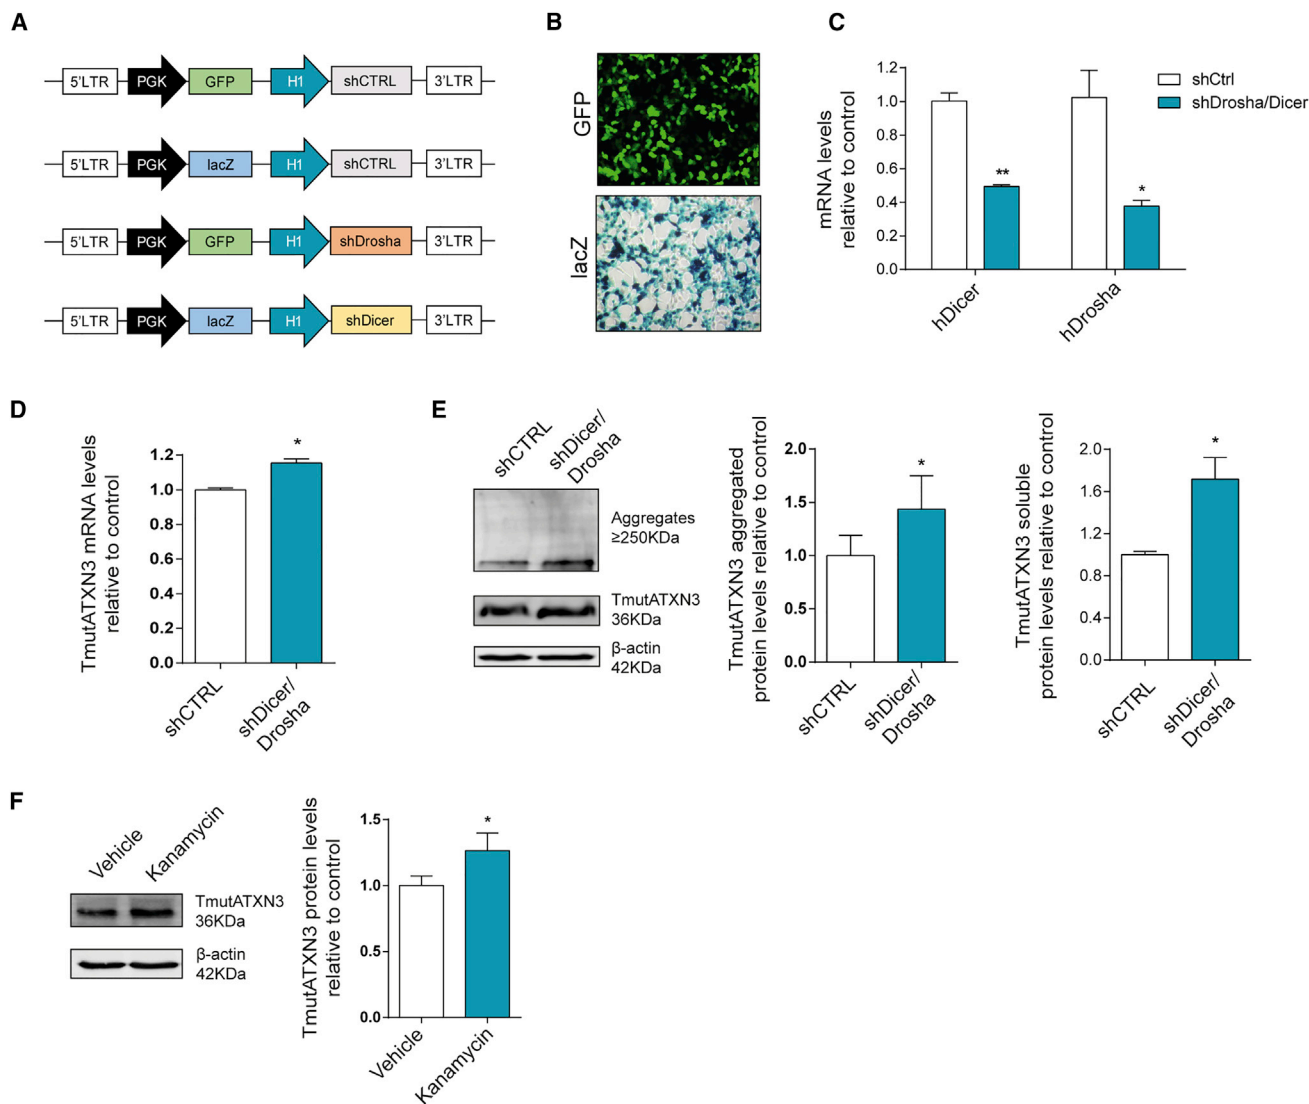 A
5'LTR PGK GFP H1 shCTRL 3'LTR
5'LTR PGK lacZ H1 shCTRL 3'LTR
5'LTR PGK GFP H1 shDrosha 3'LTR
5'LTR PGK lacZ H1 shDicer 3'LTR
B
GFP
lacZ
C
mRNA levels
relative to control
1.2
1.0
0.8
0.6
0.4
0.2
0.0
**
*
hDicer
hDrosha
shCtrl
shDrosha/Dicer
D
TmutATXN3 mRNA levels
relative to control
1.2
1.0
0.8
0.6
0.4
0.2
0.0
*
shCTRL
shDicer/
Drosha
E
shCTRL
shDicer/
Drosha
Aggregates
≥250KDa
TmutATXN3
36KDa
β-actin
42KDa
TmutATXN3 aggregated
protein levels relative to control
2.0
1.5
1.0
0.5
0.0
*
shCTRL
shDicer/
Drosha
TmutATXN3 soluble
protein levels relative to control
2.0
1.6
1.2
0.8
0.4
0.0
*
shCTRL
shDicer/
Drosha
F
Vehicle
Kanamycin
TmutATXN3
36KDa
β-actin
42KDa
TmutATXN3 protein levels
relative to control
1.5
1.0
0.5
0.0
*
Vehicle
Kanamycin